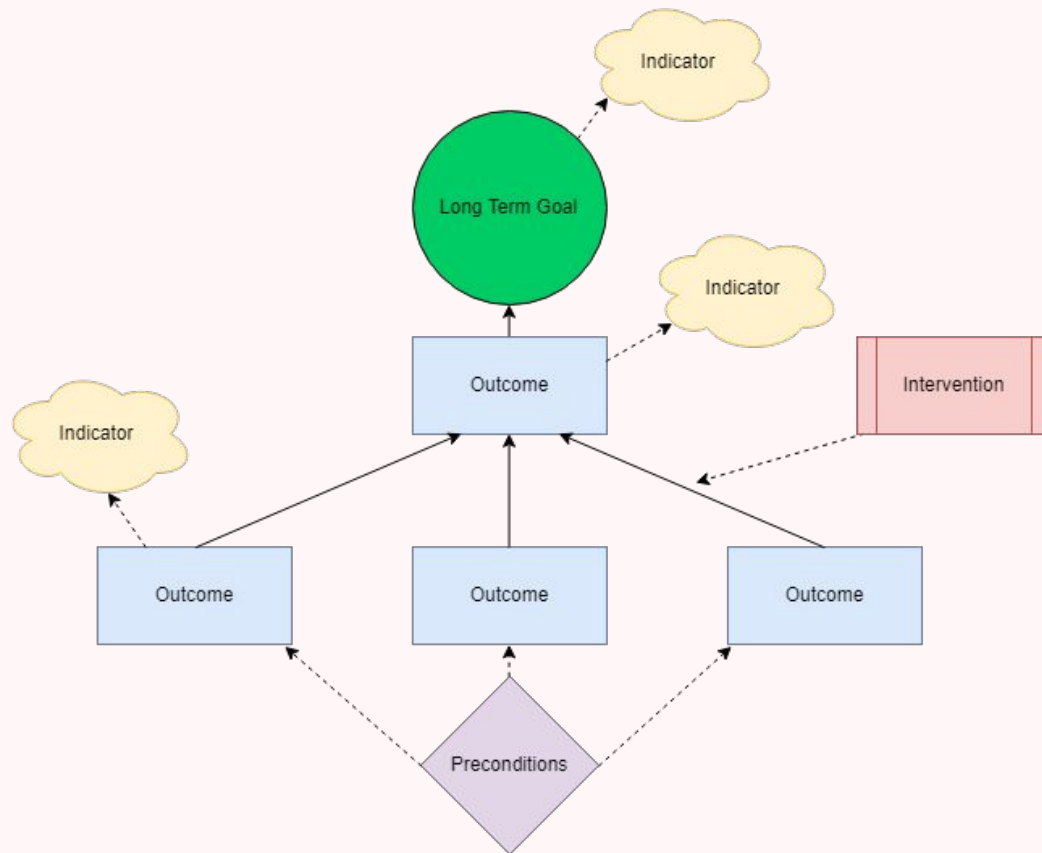 Indicator
Long Term Goal
Indicator
Outcome
Intervention
Indicator
Outcome
Outcome
Outcome
Preconditions